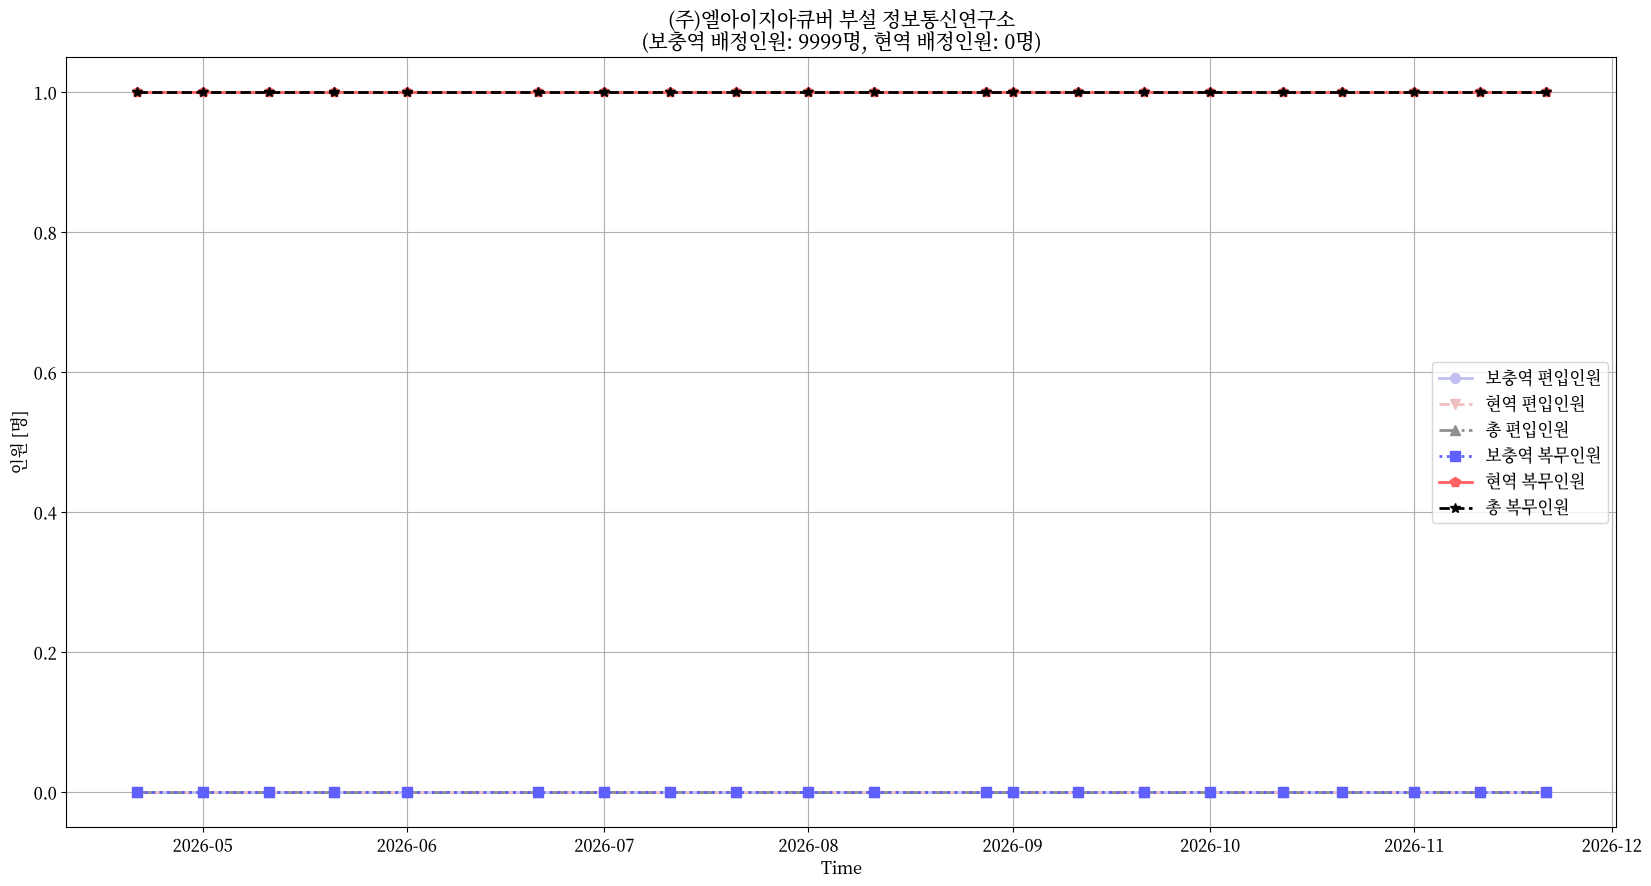 (주)엘아이지아큐버 부설 정보통신연구소
(보충역 배정인원: 9999명, 현역 배정인원: 0명)
1.0
0.8
0.6
0.4
0.2
0.0
인원 [명]
보충역 편입인원
현역 편입인원
총 편입인원
보충역 복무인원
현역 복무인원
총 복무인원
2026-05 2026-06 2026-07 2026-08 2026-09 2026-10 2026-11 2026-12
Time